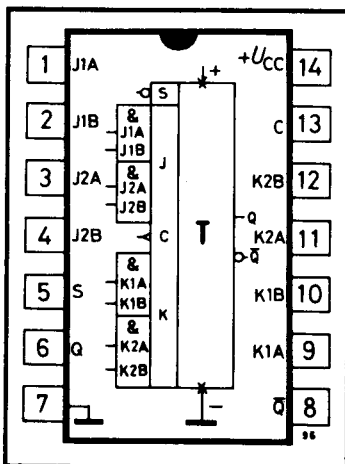 1 J1A
2 J1B
3 J2A
4 J2B
5 S
6 Q
7
S
&
J1A
J1B
&
J2A
J2B
&
K1A
K1B
&
K2A
K2B
J
C
K
+
T
Q
Q̅
−
+UCC 14
C 13
K2B 12
K2A 11
K1B 10
K1A 9
Q̅ 8
96